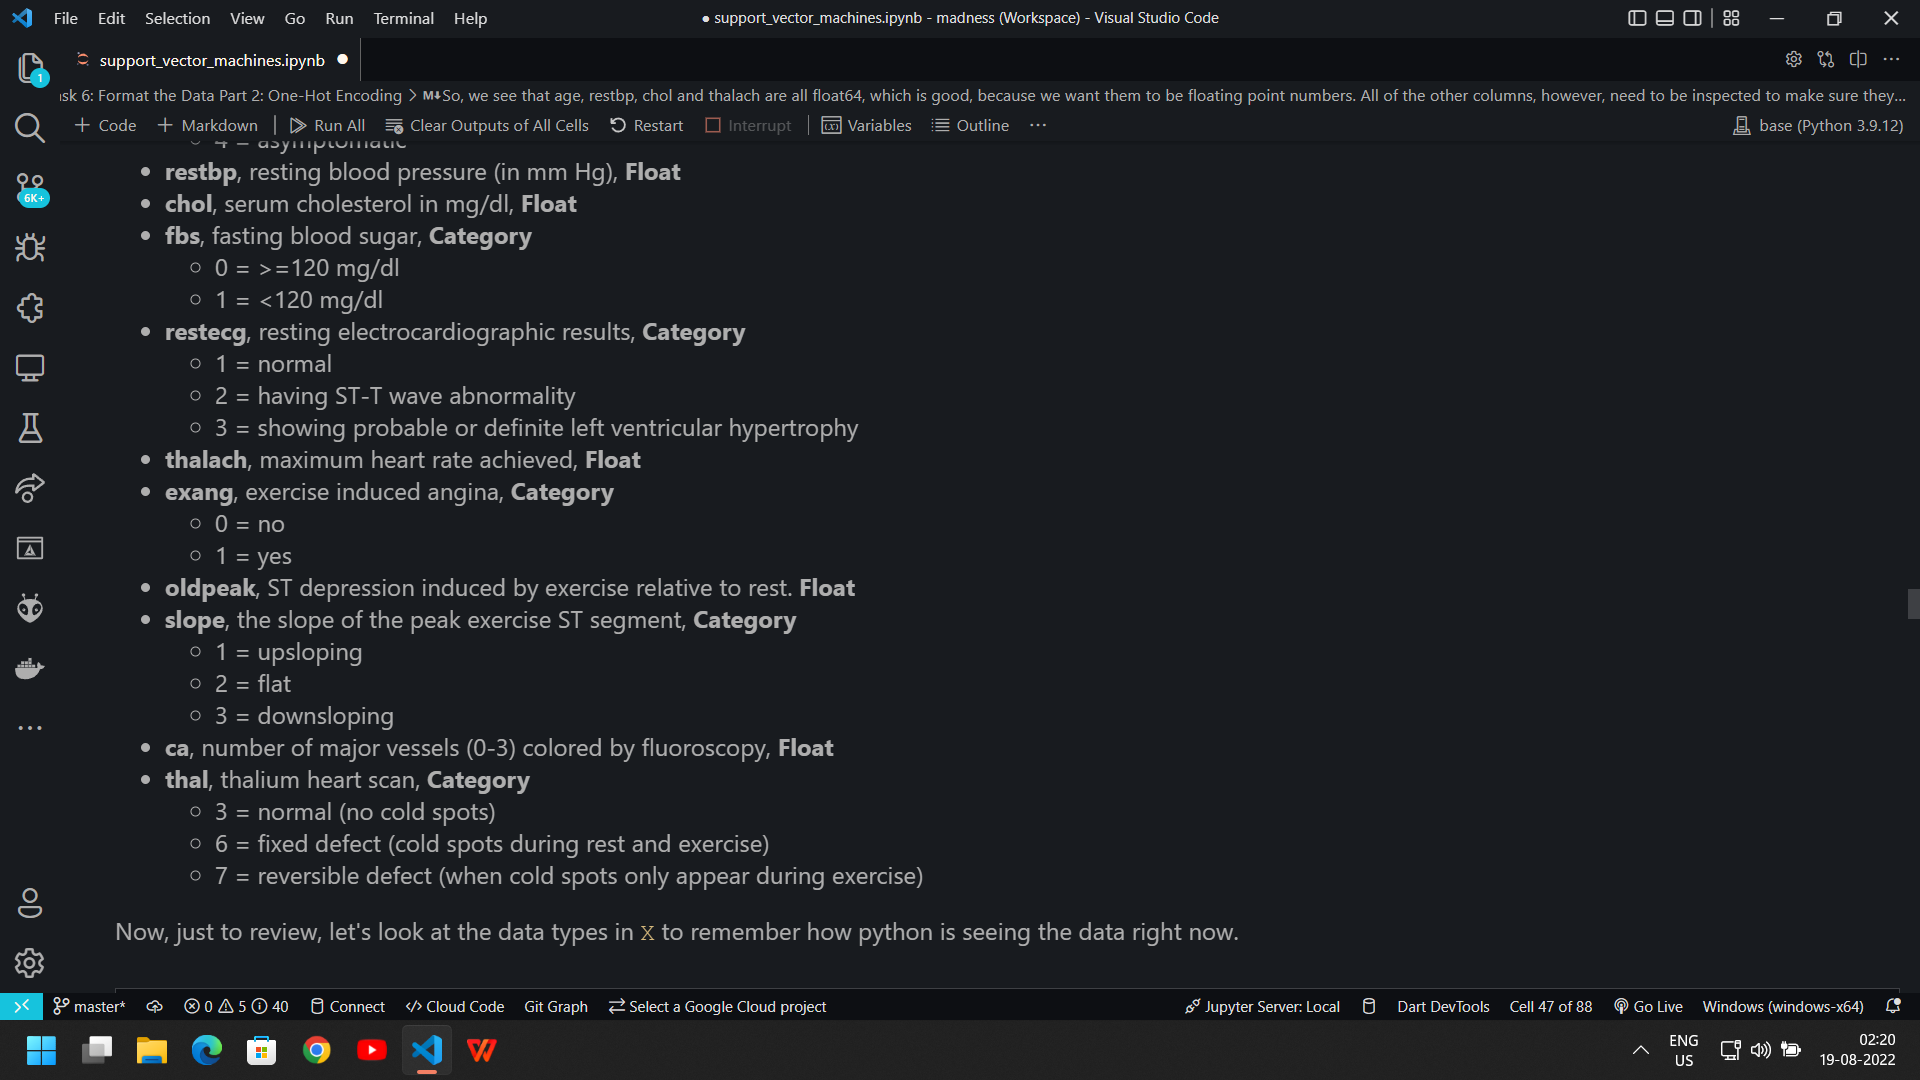 File Edit Selection View Go Run Terminal Help
● support_vector_machines.ipynb - madness (Workspace) - Visual Studio Code
1
support_vector_machines.ipynb ●
sk 6: Format the Data Part 2: One-Hot Encoding > M↓So, we see that age, restbp, chol and thalach are all float64, which is good, because we want them to be floating point numbers. All of the other columns, however, need to be inspected to make sure they...
+ Code + Markdown | Run All Clear Outputs of All Cells Restart Interrupt | Variables Outline ··· base (Python 3.9.12)
4 = asymptomatic
• restbp, resting blood pressure (in mm Hg), Float
6K+
• chol, serum cholesterol in mg/dl, Float
• fbs, fasting blood sugar, Category
○ 0 = >=120 mg/dl
○ 1 = <120 mg/dl
• restecg, resting electrocardiographic results, Category
○ 1 = normal
○ 2 = having ST-T wave abnormality
○ 3 = showing probable or definite left ventricular hypertrophy
• thalach, maximum heart rate achieved, Float
• exang, exercise induced angina, Category
○ 0 = no
○ 1 = yes
• oldpeak, ST depression induced by exercise relative to rest. Float
• slope, the slope of the peak exercise ST segment, Category
○ 1 = upsloping
○ 2 = flat
○ 3 = downsloping
• ca, number of major vessels (0-3) colored by fluoroscopy, Float
• thal, thalium heart scan, Category
○ 3 = normal (no cold spots)
○ 6 = fixed defect (cold spots during rest and exercise)
○ 7 = reversible defect (when cold spots only appear during exercise)
Now, just to review, let's look at the data types in X to remember how python is seeing the data right now.
master* 0 5 40 Connect </> Cloud Code Git Graph Select a Google Cloud project Jupyter Server: Local Dart DevTools Cell 47 of 88 Go Live Windows (windows-x64)
ENG
US
02:20
19-08-2022